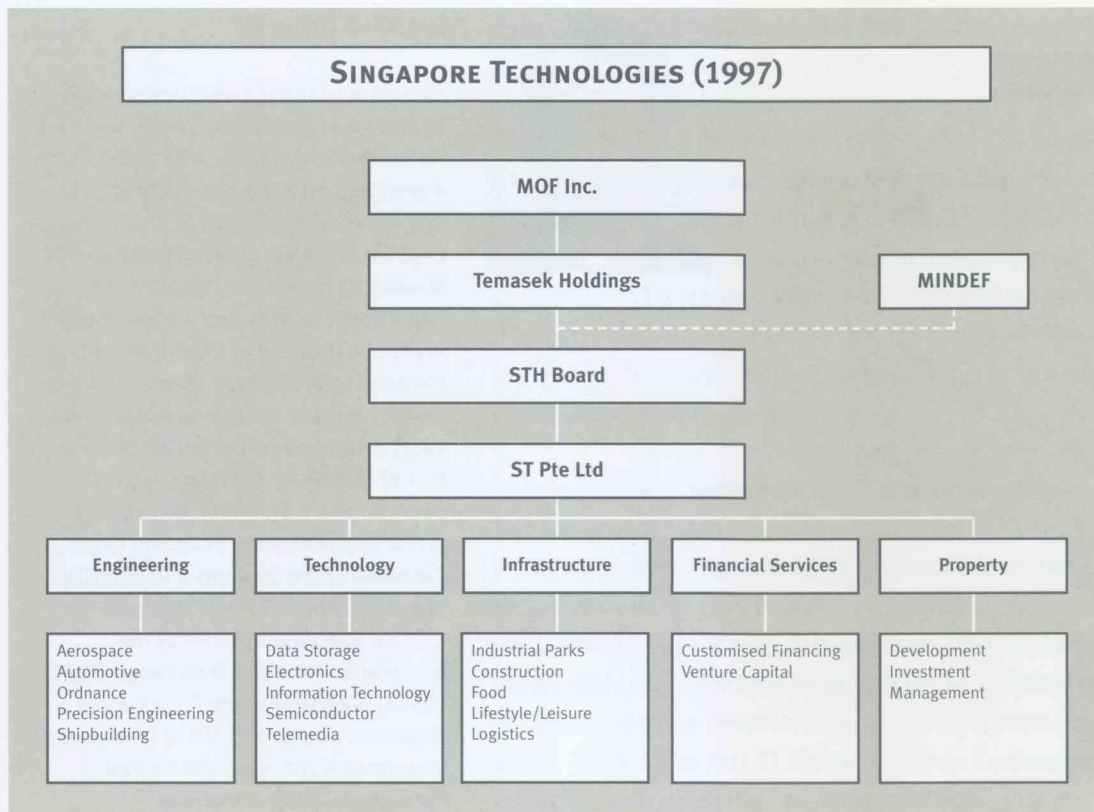 SINGAPORE TECHNOLOGIES (1997)
MOF Inc.
Temasek Holdings
MINDEF
STH Board
ST Pte Ltd
Engineering
Technology
Infrastructure
Financial Services
Property
Aerospace
Automotive
Ordnance
Precision Engineering
Shipbuilding
Data Storage
Electronics
Information Technology
Semiconductor
Telemedia
Industrial Parks
Construction
Food
Lifestyle/Leisure
Logistics
Customised Financing
Venture Capital
Development
Investment
Management